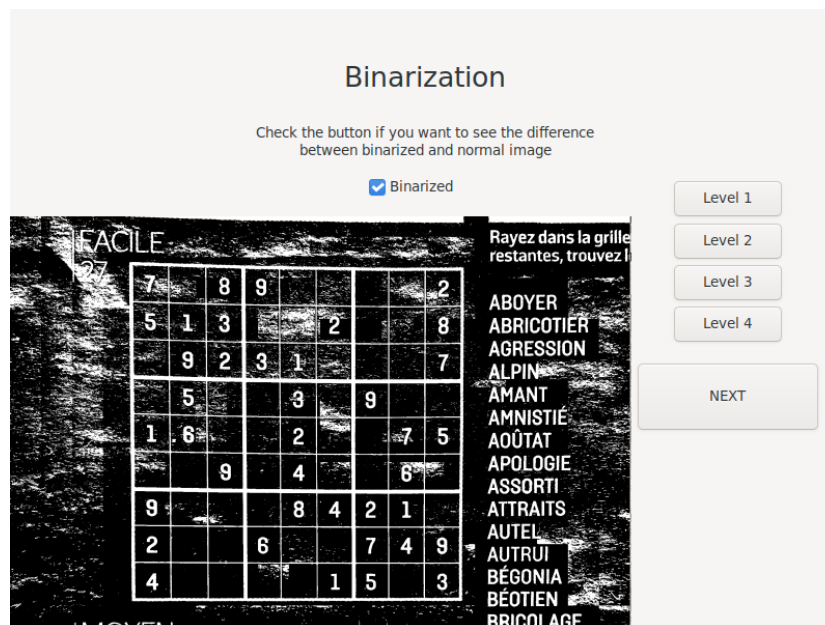 Binarization
Check the button if you want to see the difference
between binarized and normal image
Binarized
Level 1
Level 2
Level 3
Level 4
NEXT
FACILE
27
7 8 9 2
5 1 3 2 8
9 2 3 1 7
5 3 9
1 6 2 7 5
9 4 6
9 8 4 2 1
2 6 7 4 9
4 1 5 3
Rayez dans la grille
restantes, trouvez
ABOYER
ABRICOTIER
AGRESSION
ALPIN
AMANT
AMNISTIÉ
AOÛTAT
APOLOGIE
ASSORTI
ATTRAITS
AUTEL
AUTRUI
BÉGONIA
BÉOTIEN
BRICOLAGE
MOYEN